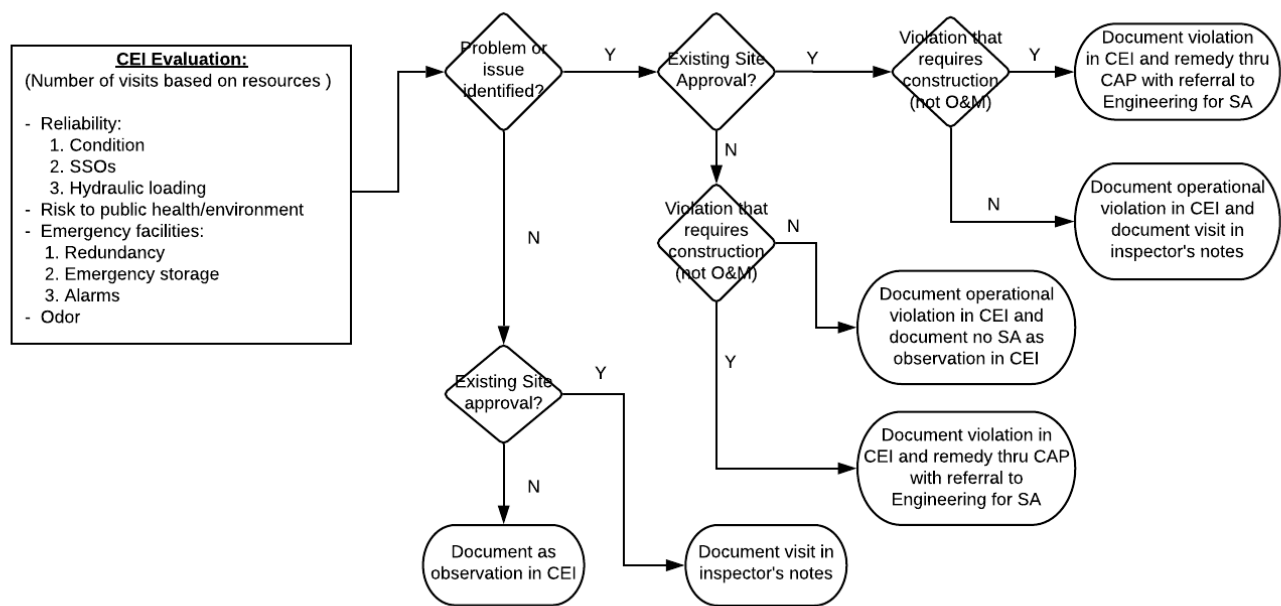 CEI Evaluation:
(Number of visits based on resources )
- Reliability:
1. Condition
2. SSOs
3. Hydraulic loading
- Risk to public health/environment
- Emergency facilities:
1. Redundancy
2. Emergency storage
3. Alarms
- Odor
Problem or
issue
identified?
Y
Existing Site
Approval?
Y
Violation that
requires
construction
(not O&M)
Y
Document violation
in CEI and remedy thru
CAP with referral to
Engineering for SA
N
Document operational
violation in CEI and
document visit in
inspector's notes
N
Violation that
requires
construction
(not O&M)
N
Document operational
violation in CEI and
document no SA as
observation in CEI
Y
Document violation in
CEI and remedy thru CAP
with referral to
Engineering for SA
N
Existing Site
approval?
Y
Document visit in
inspector's notes
N
Document as
observation in CEI